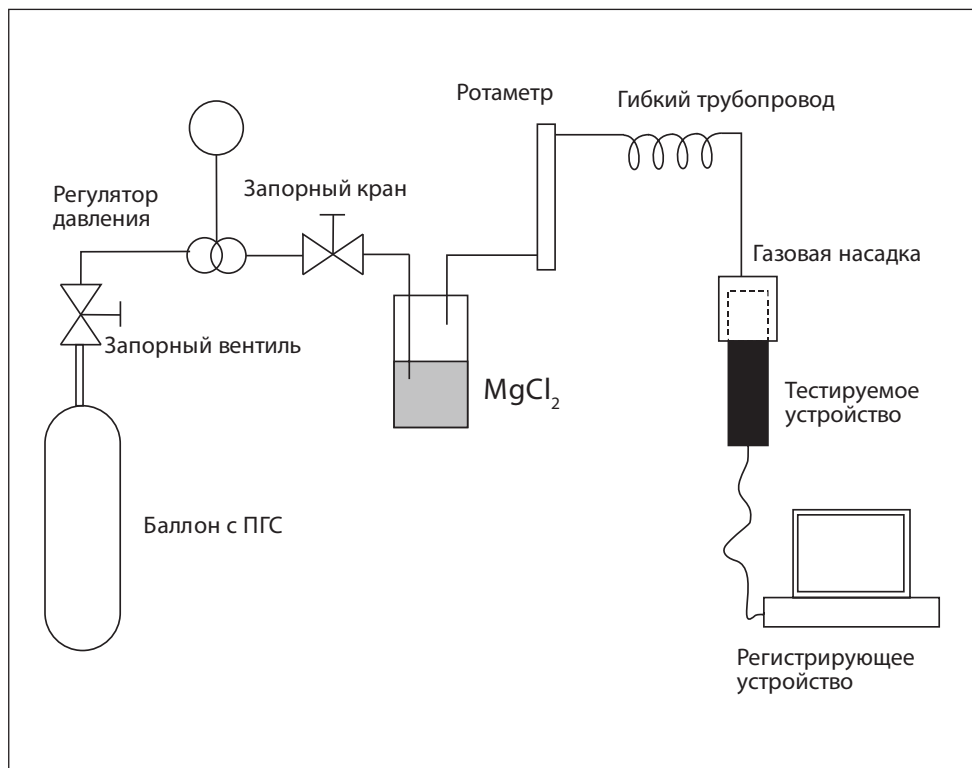 Ротаметр
Гибкий трубопровод
Регулятор
давления
Запорный кран
Газовая насадка
Запорный вентиль
MgCl₂
Тестируемое
устройство
Баллон с ПГС
Регистрирующее
устройство